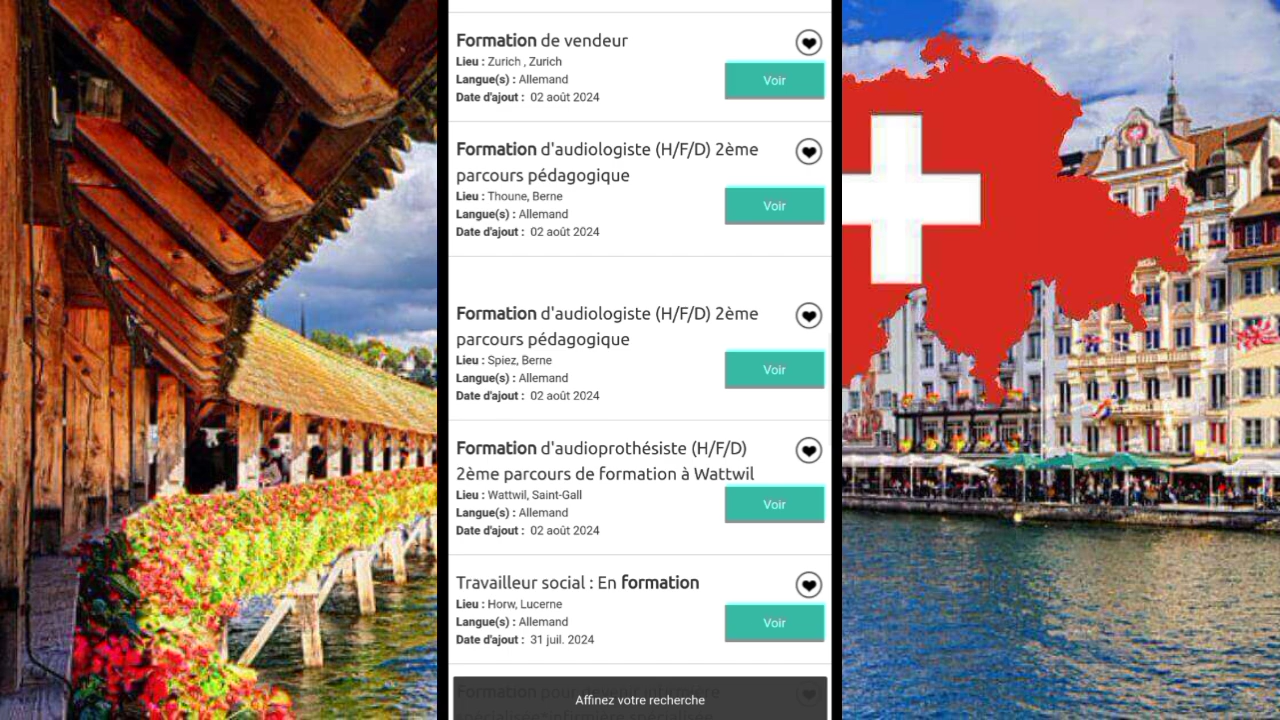 Formation de vendeur
Lieu : Zurich , Zurich
Langue(s) : Allemand
Voir
Date d'ajout : 02 août 2024
Formation d'audiologiste (H/F/D) 2ème
parcours pédagogique
Lieu : Thoune, Berne
Voir
Langue(s) : Allemand
Date d'ajout : 02 août 2024
Formation d'audiologiste (H/F/D) 2ème
parcours pédagogique
Lieu : Spiez, Berne
Voir
Langue(s) : Allemand
Date d'ajout : 02 août 2024
Formation d'audioprothésiste (H/F/D)
2ème parcours de formation à Wattwil
Lieu : Wattwil, Saint-Gall
Voir
Langue(s) : Allemand
Date d'ajout : 02 août 2024
Travailleur social : En formation
Lieu : Horw, Lucerne
Voir
Langue(s) : Allemand
Date d'ajout : 31 juil. 2024
Affinez votre recherche